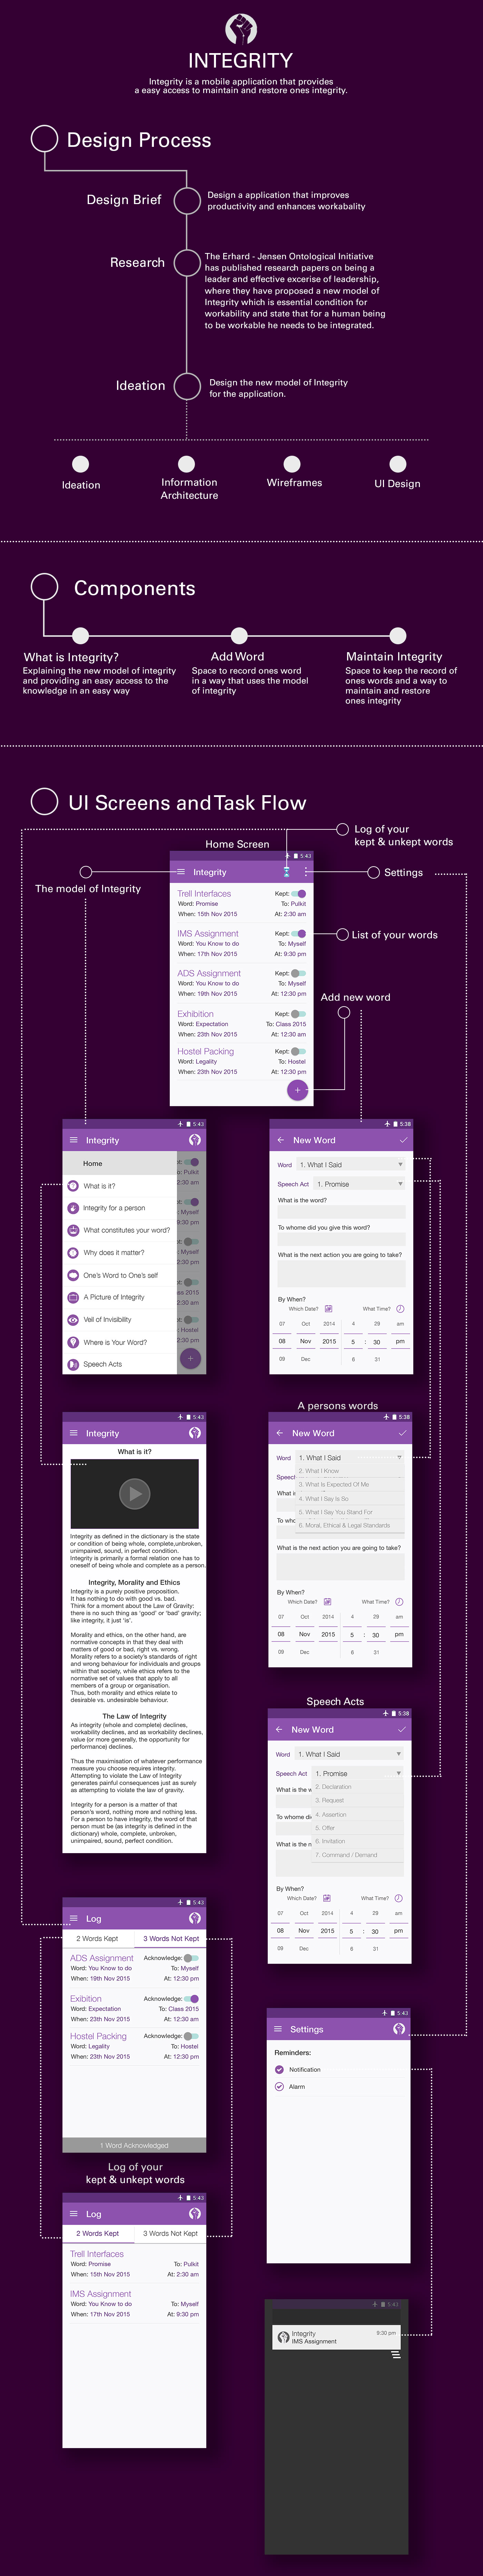 INTEGRITY
Integrity is a mobile application that provides
a easy access to maintain and restore ones integrity.
Design Process
Design Brief
Design a application that improves
productivity and enhances workabality
Research
The Erhard - Jensen Ontological Initiative
has published research papers on being a
leader and effective excerise of leadership,
where they have proposed a new model of
Integrity which is essential condition for
workability and state that for a human being
to be workable he needs to be integrated.
Ideation
Design the new model of Integrity
for the application.
Ideation
Information
Architecture
Wireframes
UI Design
Components
What is Integrity?
Explaining the new model of integrity
and providing an easy access to the
knowledge in an easy way
Add Word
Space to record ones word
in a way that uses the model
of integrity
Maintain Integrity
Space to keep the record of
ones words and a way to
maintain and restore
ones integrity
UI Screens and Task Flow
Log of your
kept & unkept words
Home Screen
Settings
The model of Integrity
List of your words
Add new word
5:43
Integrity
Trell Interfaces Kept:
Word: Promise To: Pulkit
When: 15th Nov 2015 At: 2:30 am
IMS Assignment Kept:
Word: You Know to do To: Myself
When: 17th Nov 2015 At: 9:30 pm
ADS Assignment Kept:
Word: You Know to do To: Myself
When: 19th Nov 2015 At: 12:30 pm
Exhibition Kept:
Word: Expectation To: Class 2015
When: 23th Nov 2015 At: 12:30 am
Hostel Packing Kept:
Word: Legality To: Hostel
When: 23th Nov 2015 At: 12:30 pm
+
5:43
Integrity
Home
What is it?
Integrity for a person
What constitutes your word?
Why does it matter?
One's Word to One's self
A Picture of Integrity
Veil of Invisibility
Where is Your Word?
Speech Acts
o: Pulkit
2:30 am
Myself
9:30 pm
Myself
2:30 pm
ss 2015
2:30 am
Hostel
2:30 pm
+
5:38
New Word
Word 1. What I Said
Speech Act 1. Promise
What is the word?
To whome did you give this word?
What is the next action you are going to take?
By When?
Which Date? What Time?
07 Oct 2014 4 29 am
08 Nov 2015 5 : 30 pm
09 Dec 6 31
A persons words
5:38
New Word
Word 1. What I Said
2. What I Know
Speech
3. What Is Expected Of Me
What is
4. What I Say Is So
5. What I Say You Stand For
To who
6. Moral, Ethical & Legal Standards
What is the next action you are going to take?
By When?
Which Date? What Time?
07 Oct 2014 4 29 am
08 Nov 2015 5 : 30 pm
09 Dec 6 31
5:43
Integrity
What is it?
Integrity as defined in the dictionary is the state
or condition of being whole, complete,unbroken,
unimpaired, sound, in perfect condition.
Integrity is primarily a formal relation one has to
oneself of being whole and complete as a person.
Integrity, Morality and Ethics
Integrity is a purely positive proposition.
It has nothing to do with good vs. bad.
Think for a moment about the Law of Gravity:
there is no such thing as 'good' or 'bad' gravity;
like integrity, it just 'is'.
Morality and ethics, on the other hand, are
normative concepts in that they deal with
matters of good or bad, right vs. wrong.
Morality refers to a society's standards of right
and wrong behaviour for individuals and groups
within that society, while ethics refers to the
normative set of values that apply to all
members of a group or organisation.
Thus, both morality and ethics relate to
desirable vs. undesirable behaviour.
The Law of Integrity
As integrity (whole and complete) declines,
workability declines, and as workability declines,
value (or more generally, the opportunity for
performance) declines.
Thus the maximisation of whatever performance
measure you choose requires integrity.
Attempting to violate the Law of Integrity
generates painful consequences just as surely
as attempting to violate the law of gravity.
Integrity for a person is a matter of that
person's word, nothing more and nothing less.
For a person to have integrity, the word of that
person must be (as integrity is defined in the
dictionary) whole, complete, unbroken,
unimpaired, sound, perfect condition.
Speech Acts
5:38
New Word
Word 1. What I Said
Speech Act 1. Promise
2. Declaration
What is the w
3. Request
4. Assertion
To whome di
5. Offer
6. Invitation
What is the n
7. Command / Demand
By When?
Which Date? What Time?
07 Oct 2014 4 29 am
08 Nov 2015 5 : 30 pm
09 Dec 6 31
5:43
Log
2 Words Kept 3 Words Not Kept
ADS Assignment Acknowledge:
Word: You Know to do To: Myself
When: 19th Nov 2015 At: 12:30 pm
Exibition Acknowledge:
Word: Expectation To: Class 2015
When: 23th Nov 2015 At: 12:30 am
Hostel Packing Acknowledge:
Word: Legality To: Hostel
When: 23th Nov 2015 At: 12:30 pm
1 Word Acknowledged
Log of your
kept & unkept words
5:43
Settings
Reminders:
Notification
Alarm
5:43
Log
2 Words Kept 3 Words Not Kept
Trell Interfaces
Word: Promise To: Pulkit
When: 15th Nov 2015 At: 2:30 am
IMS Assignment
Word: You Know to do To: Myself
When: 17th Nov 2015 At: 9:30 pm
5:43
Integrity 9:30 pm
IMS Assignment